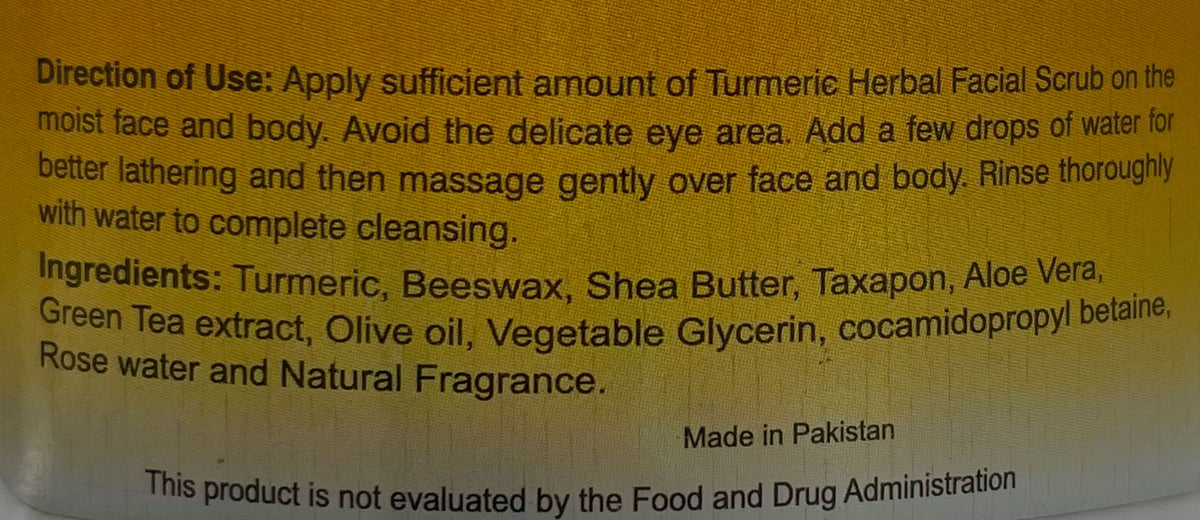 Direction of Use: Apply sufficient amount of Turmeric Herbal Facial Scrub on the
moist face and body. Avoid the delicate eye area. Add a few drops of water for
better lathering and then massage gently over face and body. Rinse thoroughly
with water to complete cleansing.
Ingredients: Turmeric, Beeswax, Shea Butter, Taxapon, Aloe Vera,
Green Tea extract, Olive oil, Vegetable Glycerin, cocamidopropyl betaine,
Rose water and Natural Fragrance.
Made in Pakistan
This product is not evaluated by the Food and Drug Administration